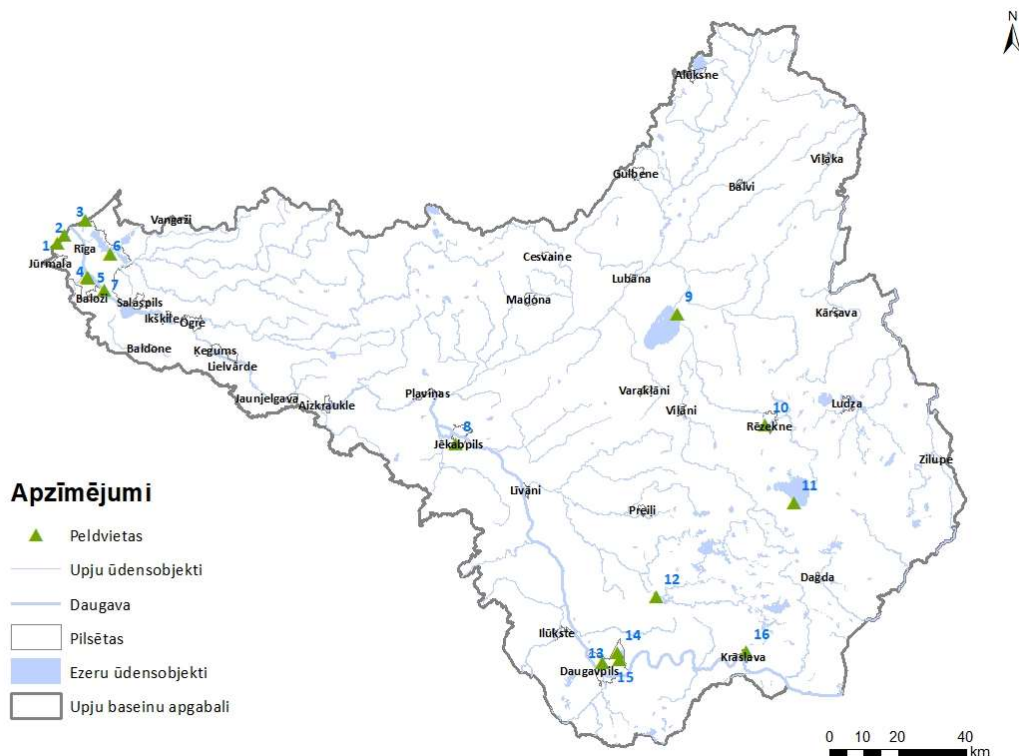 N
Alūksne
Viļaka
Gulbene
Balvi
3
Vangaži
2
1
Rīga
6
Jūrmala
Cesvaine
4
5
7
Lubāna
Baloži
Salaspils
Madona
9
Kārsava
Ikšķile
Ogre
Baldone
Ķegums
Lielvārde
Pļaviņas
Varakļāni
Jaunjelgava
Aizkraukle
Viļāni
10
Ludza
8
Rēzekne
Jēkabpils
Zilupe
11
Līvāni
Preiļi
12
Dagda
Ilūkste
14
16
13
Krāslava
Daugavpils
15
Apzīmējumi
Peldvietas
Upju ūdensobjekti
Daugava
Pilsētas
Ezeru ūdensobjekti
Upju baseinu apgabali
0 10 20 40
km